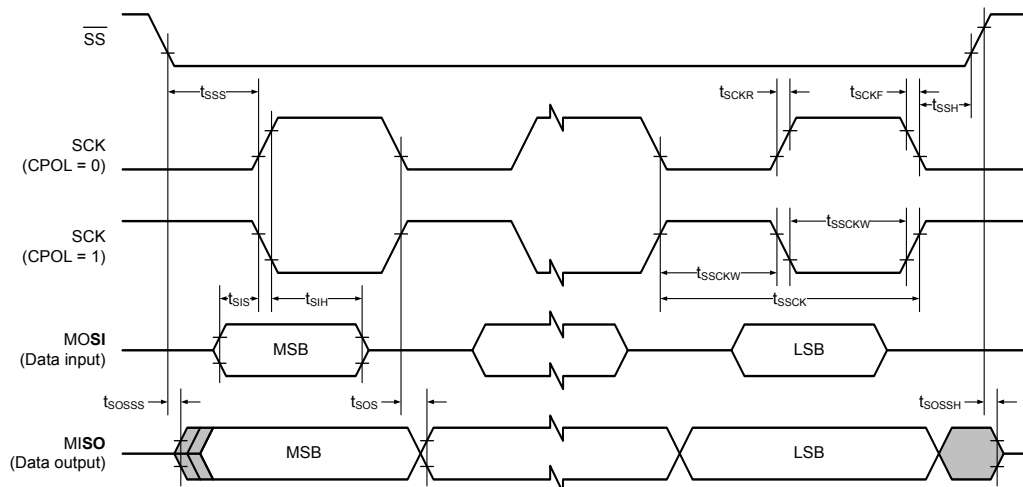 SS
tSSS
tSCKR
tSCKF
tSSH
SCK
(CPOL = 0)
SCK
(CPOL = 1)
tSSCKW
tSSCKW
tSSCK
tSIS
tSIH
MOSI
(Data input)
MSB
LSB
tSOSSS
tSOS
tSOSSH
MISO
(Data output)
MSB
LSB